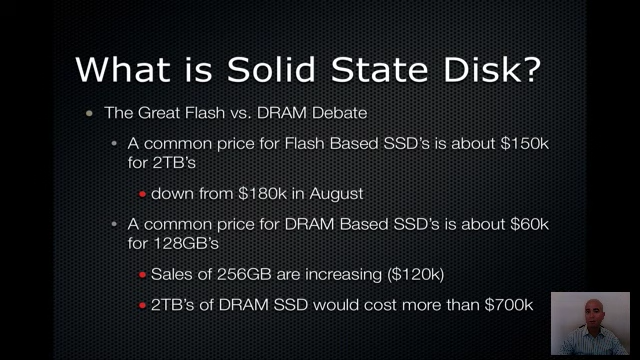 What is Solid State Disk?
The Great Flash vs. DRAM Debate
A common price for Flash Based SSD's is about $150k
for 2TB's
down from $180k in August
A common price for DRAM Based SSD's is about $60k
for 128GB's
Sales of 256GB are increasing ($120k)
2TB's of DRAM SSD would cost more than $700k